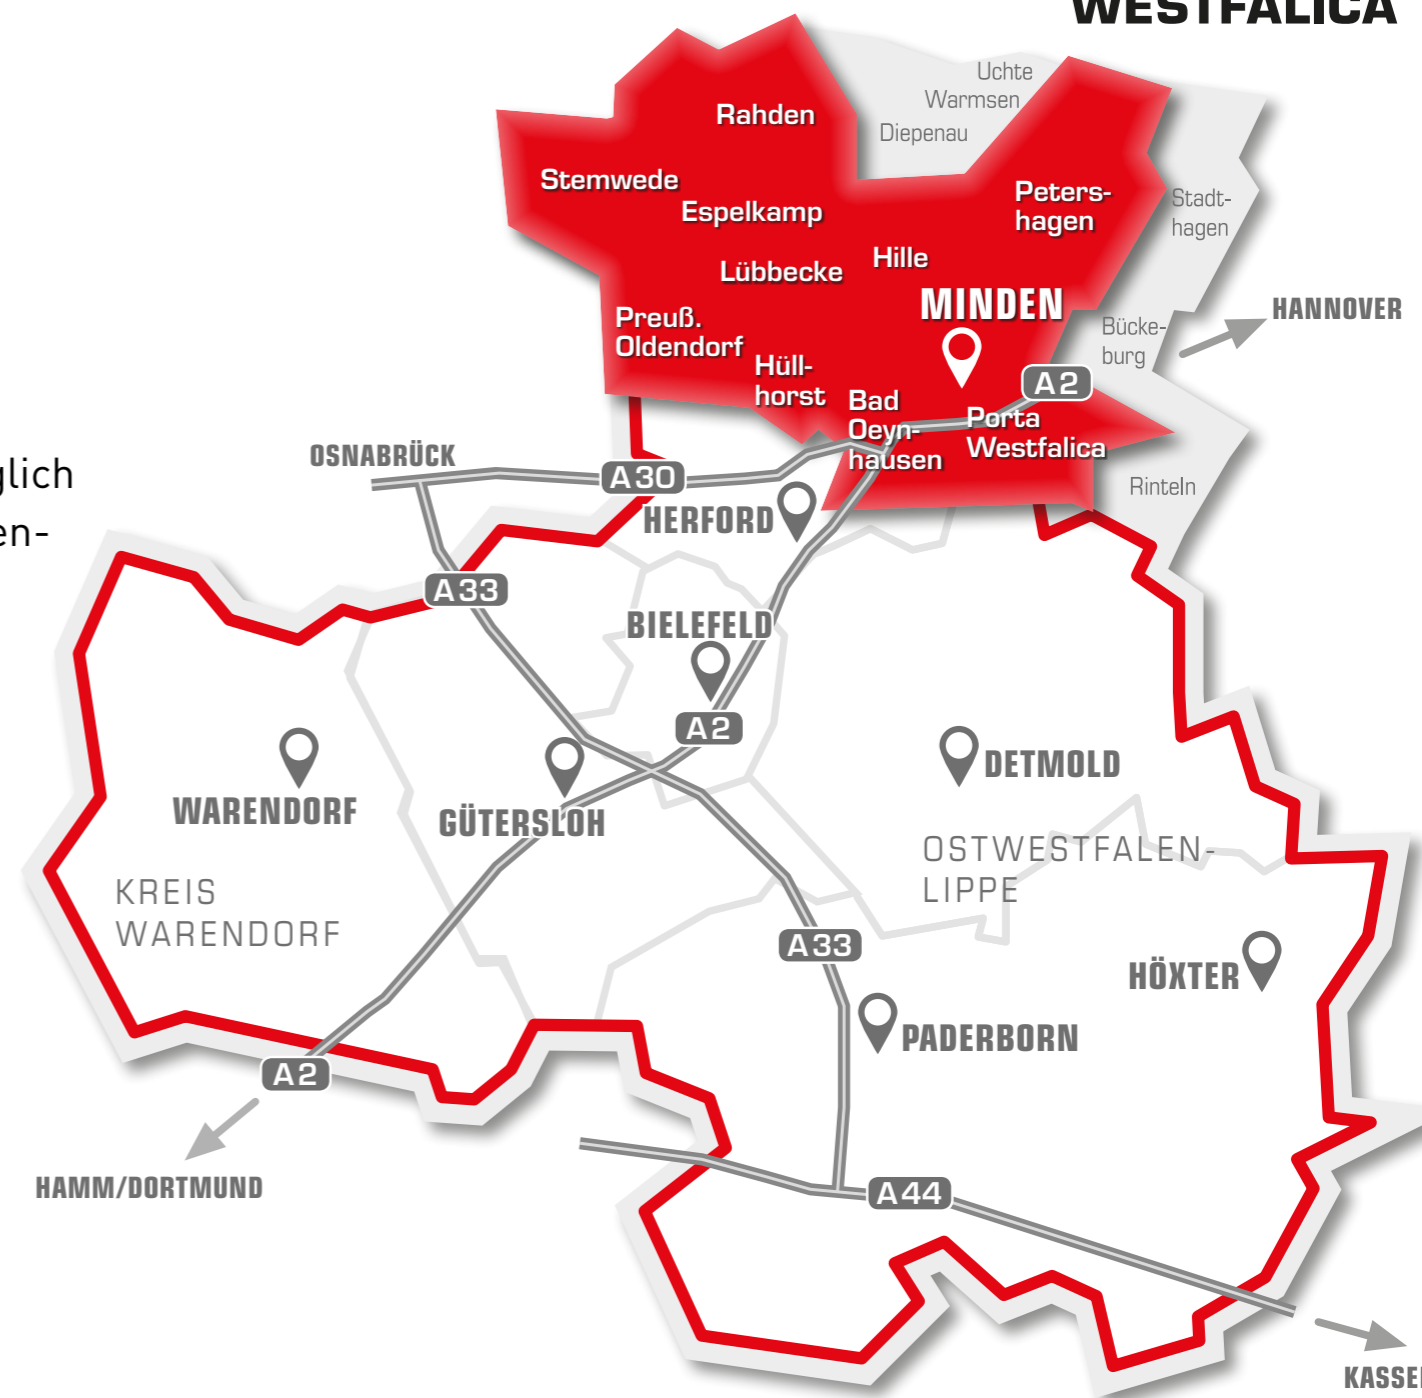 WESTFALICA
Uchte
Warmsen
Diepenau
Rahden
Stemwede
Espelkamp
Peters-
hagen
Stadt-
hagen
Hille
Lübbecke
MINDEN
HANNOVER
Preuß.
Oldendorf
Bücke-
burg
Hüll-
horst
A2
Bad
Oeyn-
hausen
Porta
Westfalica
OSNABRÜCK
glich
en-
A30
Rinteln
HERFORD
A33
BIELEFELD
A2
WARENDORF
GÜTERSLOH
DETMOLD
OSTWESTFALEN-
LIPPE
KREIS
WARENDORF
A33
HÖXTER
PADERBORN
A2
HAMM/DORTMUND
A44